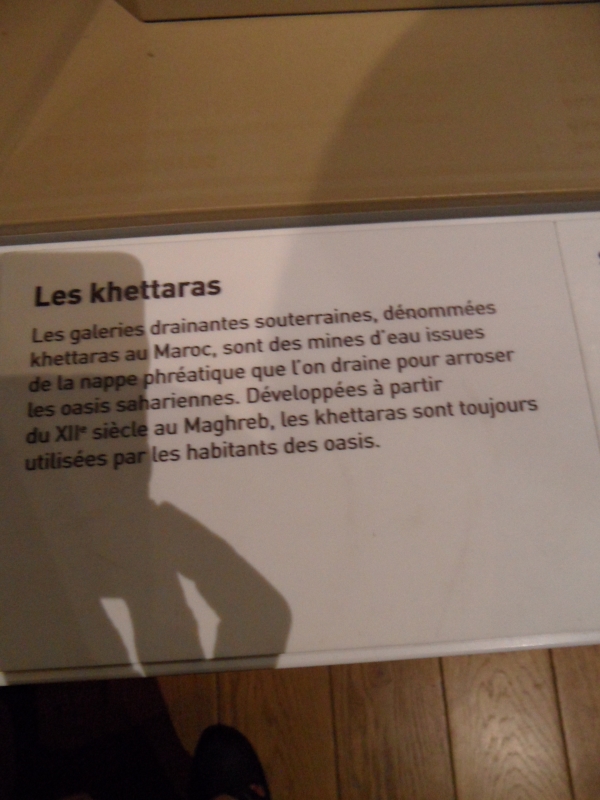 Les khettaras
Les galeries drainantes souterraines, dénommées
khettaras au Maroc, sont des mines d'eau issues
de la nappe phréatique que l'on draine pour arroser
les oasis sahariennes. Développées à partir
du XIIᵉ siècle au Maghreb, les khettaras sont toujours
utilisées par les habitants des oasis.